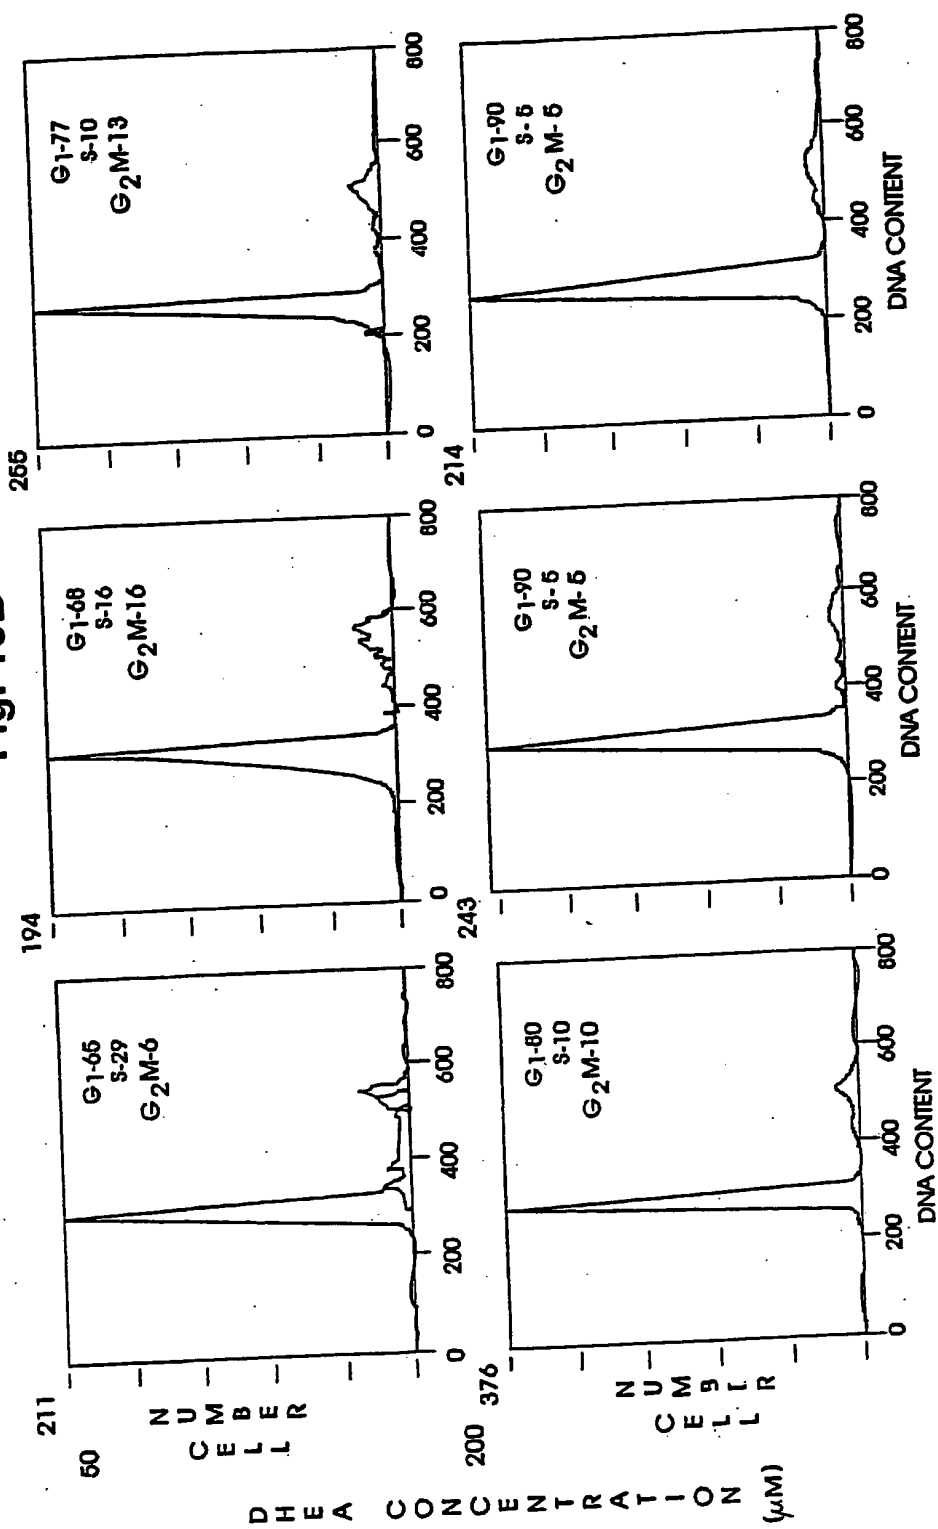 Fig.
211
194
255
50
G1-65
S-29
G2M-6
G1-68
S-16
G2M-16
G1-77
S-10
G2M-13
CELL
NUMBER
0 200 400 600 800
0 200 400 600 800
0 200 400 600 800
DHEA CONCENTRATION
(μM)
200
376
243
214
G1-80
S-10
G2M-10
G1-90
S-5
G2M-5
G1-90
S-5
G2M-5
CELL
NUMBER
0 200 400 600 800
0 200 400 600 800
0 200 400 600 800
DNA CONTENT
DNA CONTENT
DNA CONTENT